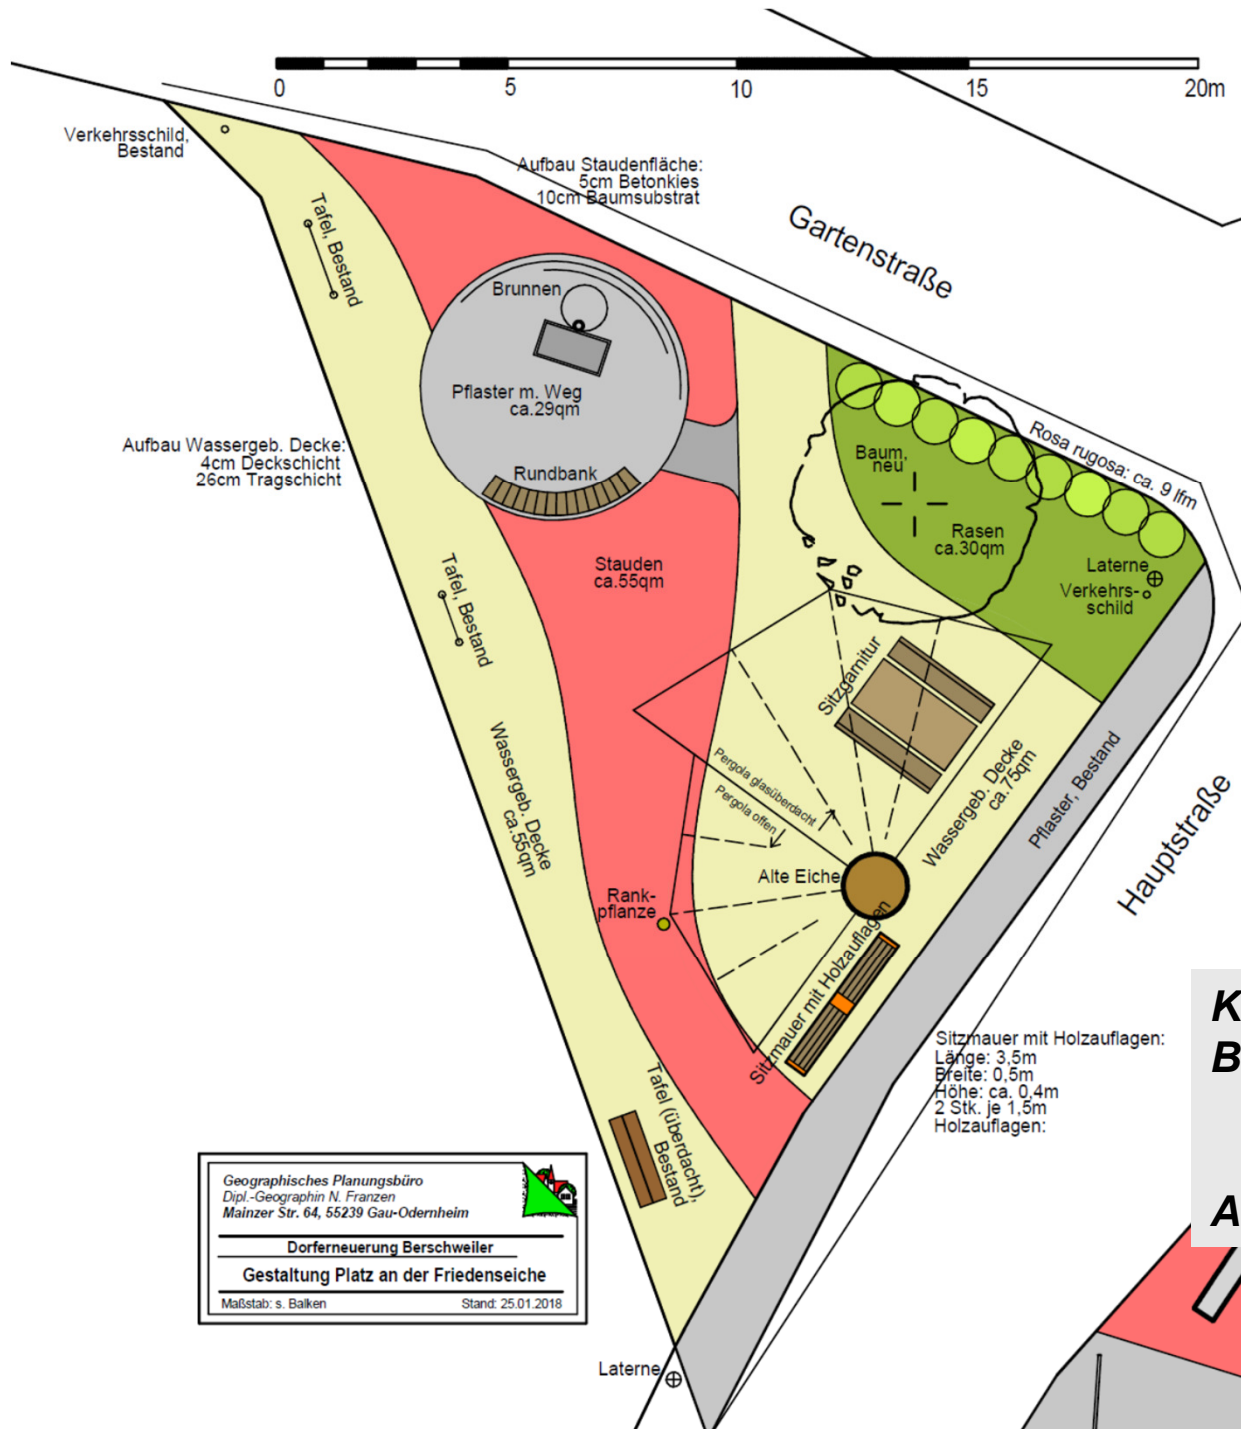 0 5 10 15 20m
Verkehrsschild,
Bestand
Aufbau Staudenfläche:
5cm Betonkies
10cm Baumsubstrat
Gartenstraße
Tafel, Bestand
Brunnen
Pflaster m. Weg
ca.29qm
Rundbank
Aufbau Wassergeb. Decke:
4cm Deckschicht
26cm Tragschicht
Rosa rugosa: ca. 9 lfm
Baum,
neu
Rasen
ca.30qm
Laterne
Verkehrs-
schild
Stauden
ca.55qm
Tafel, Bestand
Sitzgarnitur
Wassergeb. Decke
ca.55qm
Pergola glasüberdacht
Pergola offen
Wassergeb. Decke
ca.75qm
Pflaster, Bestand
Hauptstraße
Alte Eiche
Rank-
pflanze
Sitzmauer mit Holzauflagen
K
B
A
Sitzmauer mit Holzauflagen:
Länge: 3,5m
Breite: 0,5m
Höhe: ca. 0,4m
2 Stk. je 1,5m
Holzauflagen:
Tafel (überdacht),
Bestand
Geographisches Planungsbüro
Dipl.-Geographin N. Franzen
Mainzer Str. 64, 55239 Gau-Odernheim
Dorferneuerung Berschweiler
Gestaltung Platz an der Friedenseiche
Maßstab: s. Balken Stand: 25.01.2018
Laterne